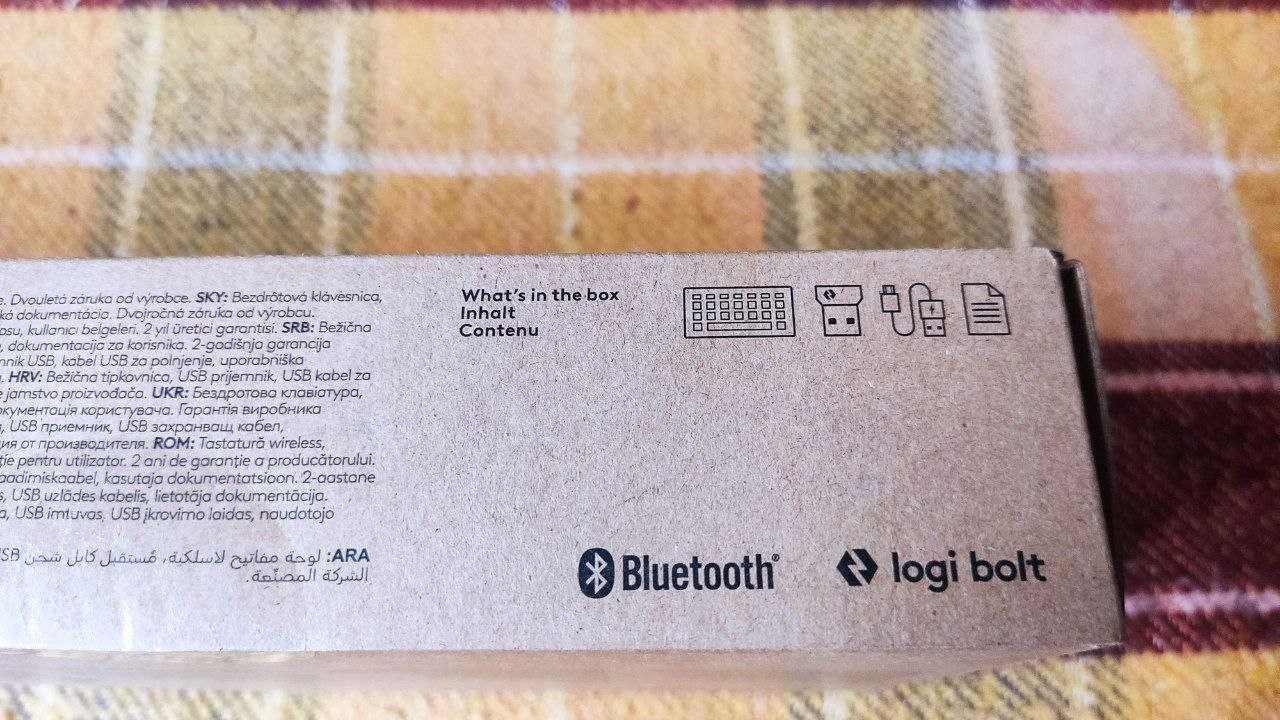 e. Dvouletá záruka od výrobce. SKY: Bezdrôtová klávesnica,
ká dokumentácia. Dvojročná záruka od výrobcu.
osu, kullanıcı belgeleri. 2 yıl üretici garantisi. SRB: Bežična
, dokumentacija za korisnika. 2-godišnja garancija
mnik USB, kabel USB za polnjenje, uporabniška
. HRV: Bežična tipkovnica, USB prijemnik, USB kabel za
e jamstvo proizvođača. UKR: Бездротова клавіатура,
окументація користувача. Гарантія виробника
, USB приемник, USB захранващ кабел,
ция от производителя. ROM: Tastatură wireless,
ție pentru utilizator. 2 ani de garanție a producătorului.
aadimiskaabel, kasutaja dokumentatsioon. 2-aastane
s, USB uzlādes kabelis, lietotāja dokumentācija.
a, USB imtuvas, USB įkrovimo laidas, naudotojo
ARA: لوحة مفاتيح لاسلكية، مُستقبل كابل شحن USB
الشركة المصنّعة.
What's in the box
Inhalt
Contenu
Bluetooth®
logi bolt